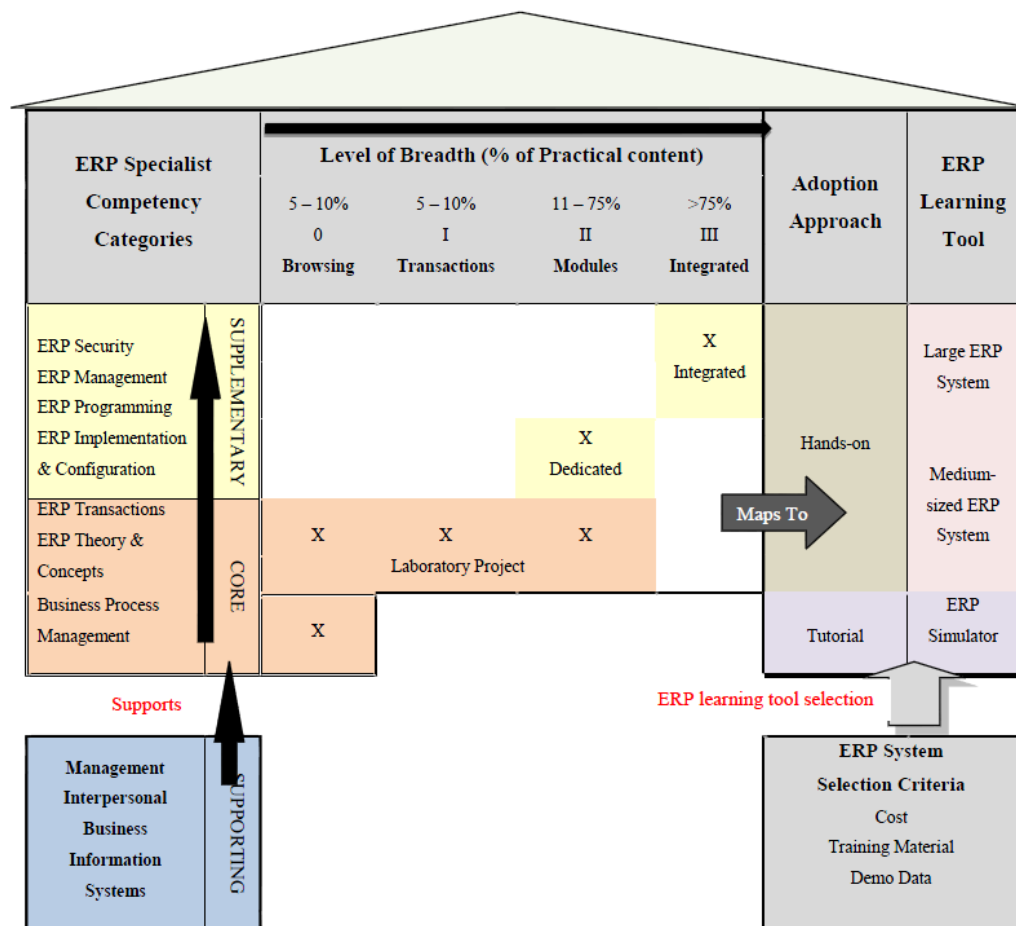 ERP Specialist
Competency
Categories
Level of Breadth (% of Practical content)
5 – 10%
0
Browsing
5 – 10%
I
Transactions
11 – 75%
II
Modules
>75%
III
Integrated
Adoption
Approach
ERP
Learning
Tool
ERP Security
ERP Management
ERP Programming
ERP Implementation
& Configuration
SUPPLEMENTARY
X
Integrated
X
Dedicated
Hands-on
Large ERP
System
Medium-
sized ERP
System
ERP Transactions
ERP Theory &
Concepts
Business Process
Management
CORE
X
X
X
Laboratory Project
X
Maps To
Tutorial
ERP
Simulator
Supports
ERP learning tool selection
Management
Interpersonal
Business
Information
Systems
SUPPORTING
ERP System
Selection Criteria
Cost
Training Material
Demo Data